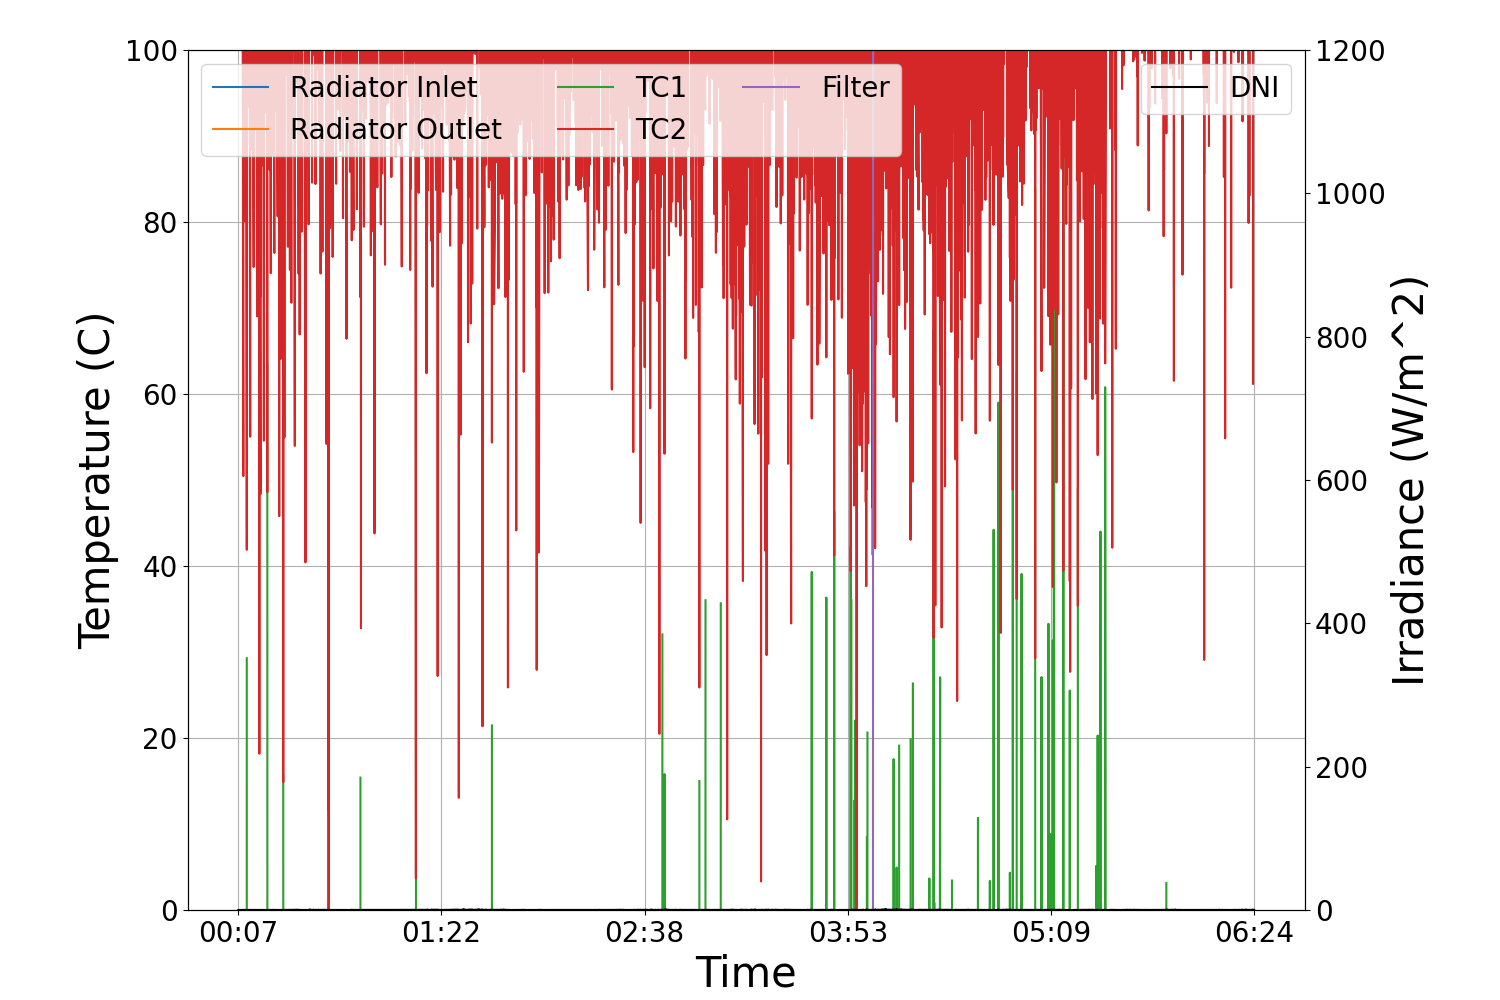 100
80
60
40
20
0
Temperature (C)
Radiator Inlet
Radiator Outlet
TC1
TC2
Filter
DNI
1200
1000
800
600
400
200
0
Irradiance (W/m^2)
00:07
01:22
02:38
03:53
05:09
06:24
Time